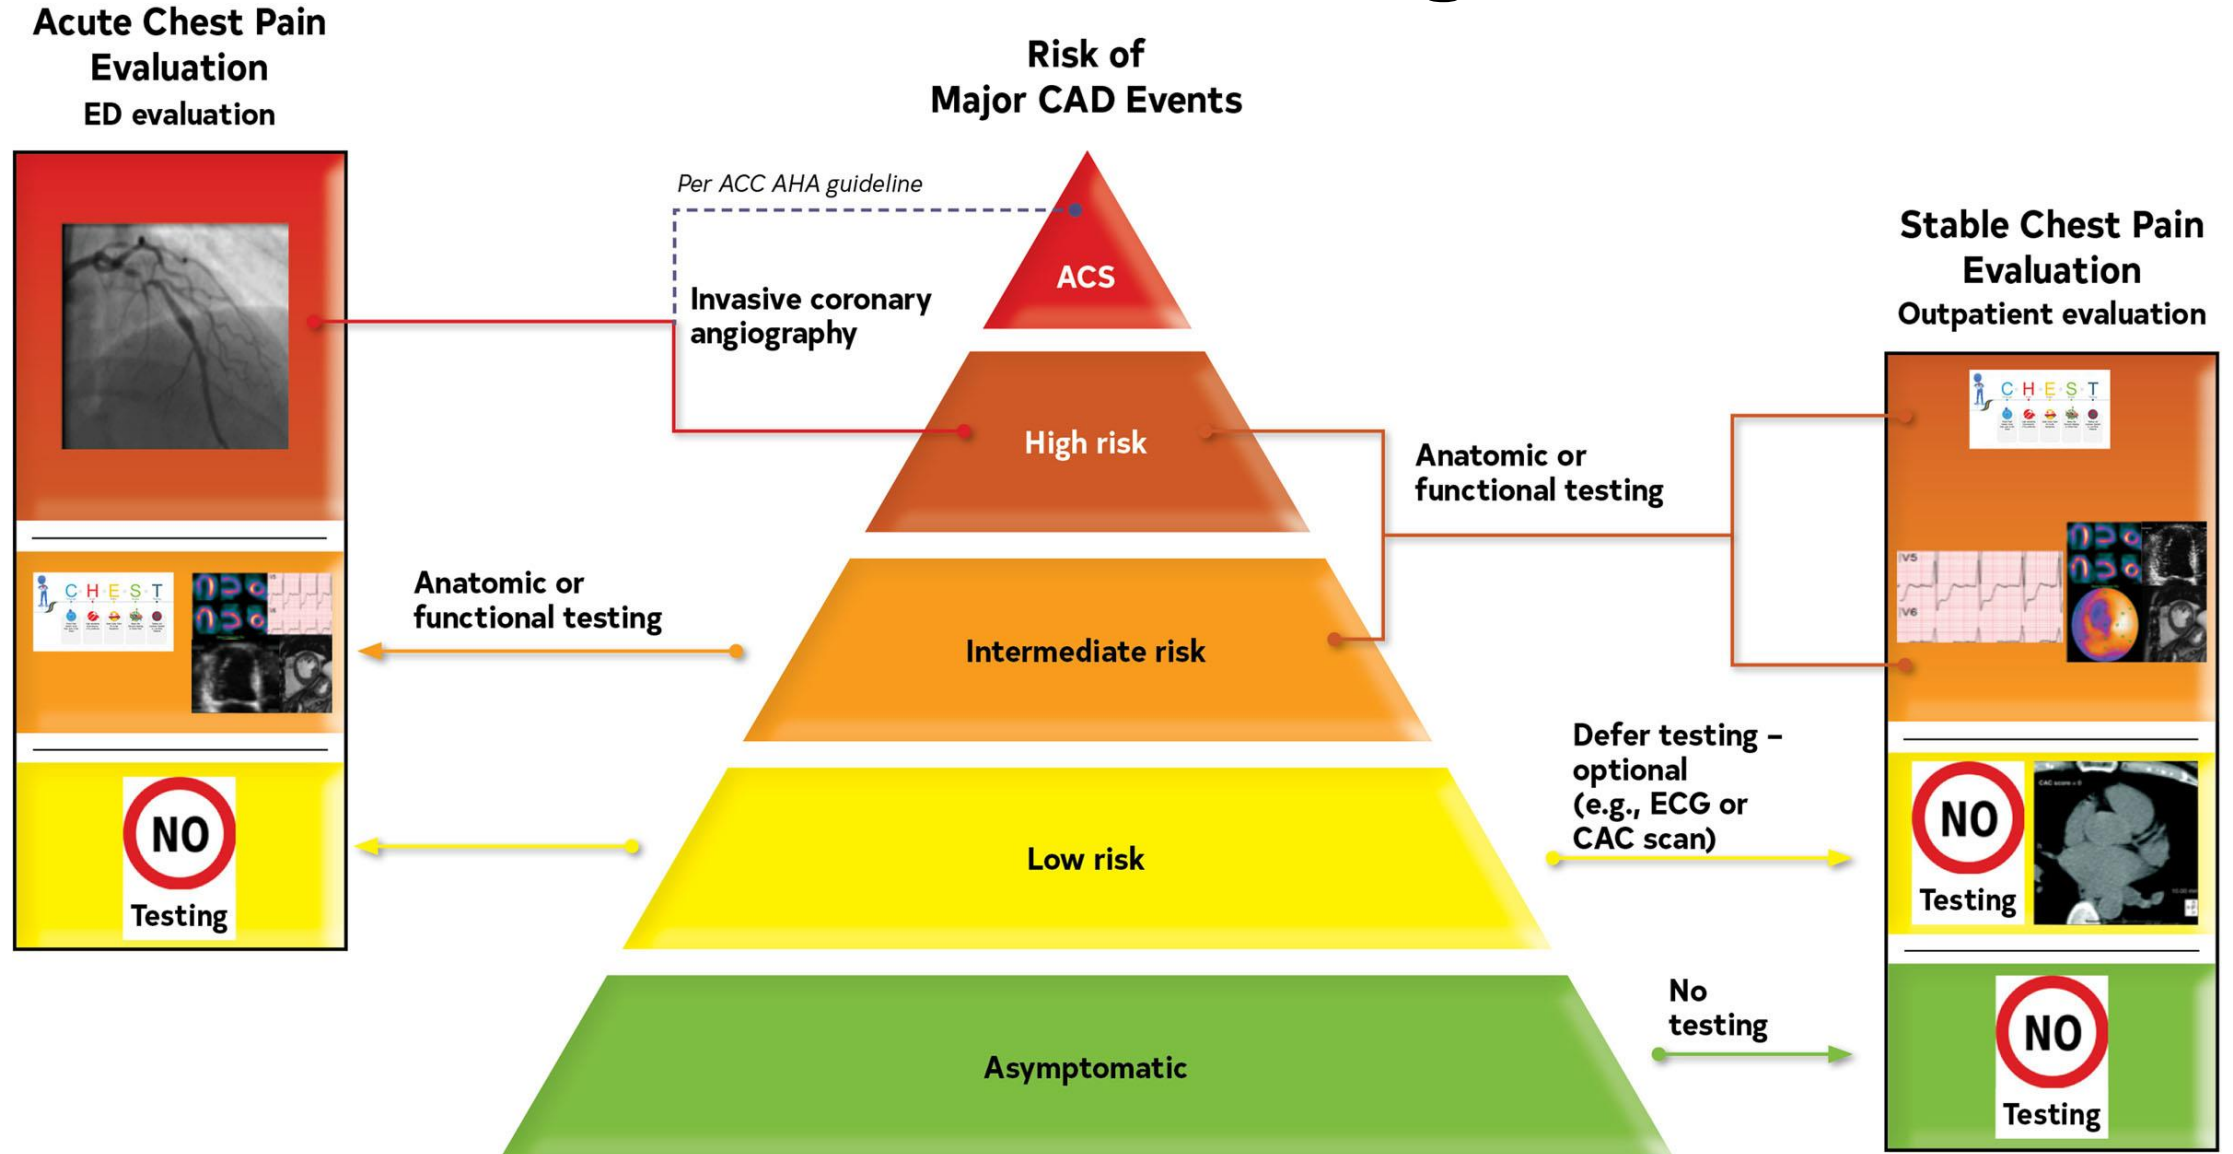 Acute Chest Pain
Evaluation
ED evaluation
Risk of
Major CAD Events
Per ACC AHA guideline
Invasive coronary
angiography
ACS
High risk
Intermediate risk
Low risk
Asymptomatic
Anatomic or
functional testing
C H E S T
NO
Testing
Stable Chest Pain
Evaluation
Outpatient evaluation
Anatomic or
functional testing
C H E S T
V5
V6
Defer testing –
optional
(e.g., ECG or
CAC scan)
NO
Testing
CAC score = 0
No
testing
NO
Testing